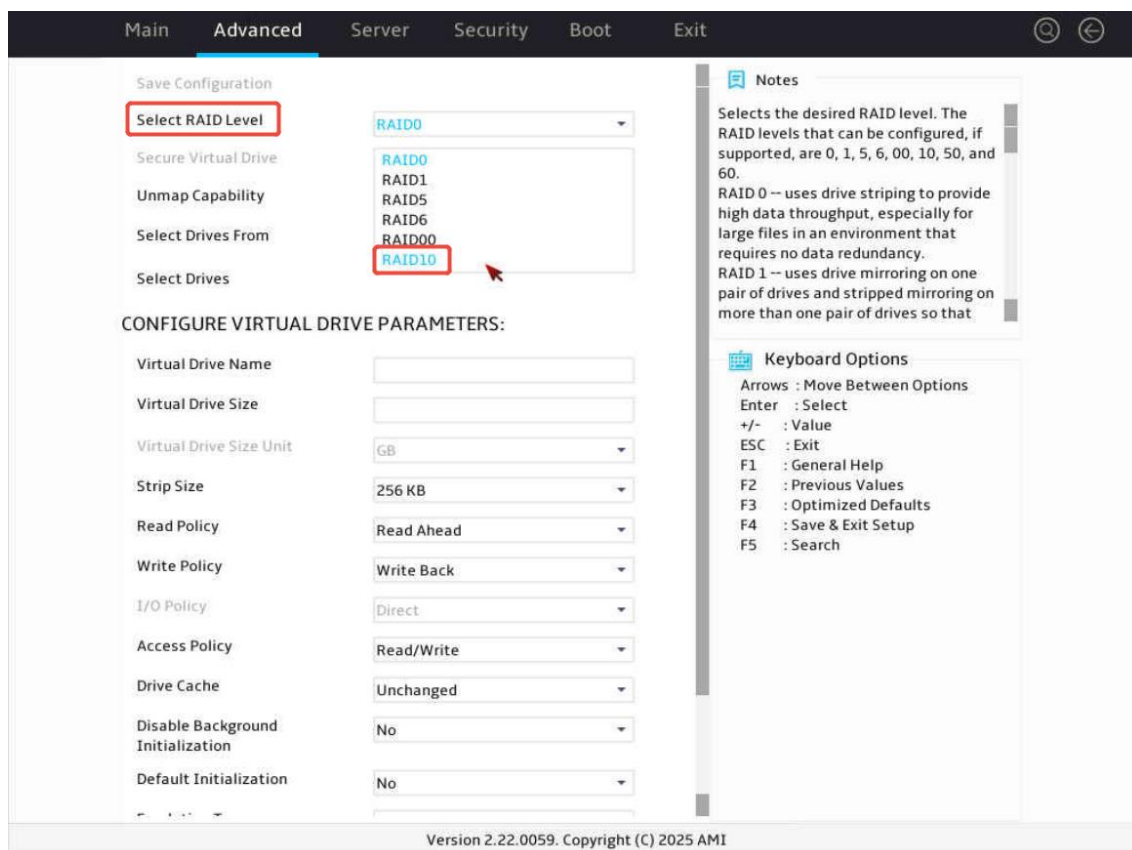 Main Advanced Server Security Boot Exit
Save Configuration
Select RAID Level RAID0
Secure Virtual Drive
RAID0
RAID1
Unmap Capability
RAID5
RAID6
Select Drives From
RAID00
RAID10
Select Drives
CONFIGURE VIRTUAL DRIVE PARAMETERS:
Virtual Drive Name
Virtual Drive Size
Virtual Drive Size Unit GB
Strip Size 256 KB
Read Policy Read Ahead
Write Policy Write Back
I/O Policy Direct
Access Policy Read/Write
Drive Cache Unchanged
Disable Background
Initialization No
Default Initialization No
Notes
Selects the desired RAID level. The
RAID levels that can be configured, if
supported, are 0, 1, 5, 6, 00, 10, 50, and
60.
RAID 0 -- uses drive striping to provide
high data throughput, especially for
large files in an environment that
requires no data redundancy.
RAID 1 -- uses drive mirroring on one
pair of drives and stripped mirroring on
more than one pair of drives so that
Keyboard Options
Arrows : Move Between Options
Enter : Select
+/- : Value
ESC : Exit
F1 : General Help
F2 : Previous Values
F3 : Optimized Defaults
F4 : Save & Exit Setup
F5 : Search
Version 2.22.0059. Copyright (C) 2025 AMI